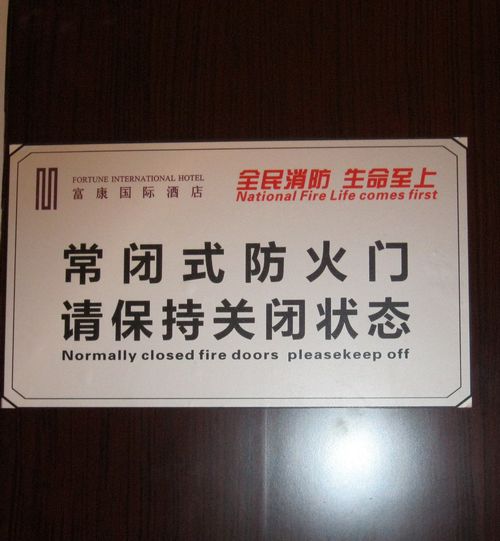 FORTUNE INTERNATIONAL HOTEL
富康国际酒店
全民消防 生命至上
National Fire Life comes first
常闭式防火门
请保持关闭状态
Normally closed fire doors pleasekeep off